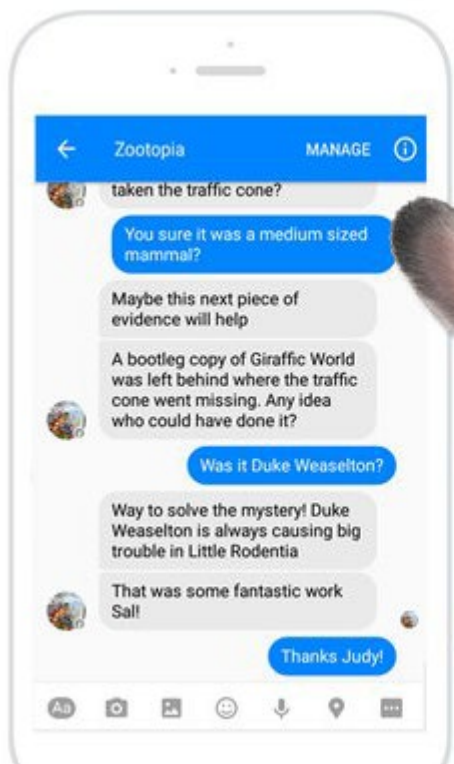 Zootopia MANAGE
taken the traffic cone?
You sure it was a medium sized
mammal?
Maybe this next piece of
evidence will help
A bootleg copy of Giraffic World
was left behind where the traffic
cone went missing. Any idea
who could have done it?
Was it Duke Weaselton?
Way to solve the mystery! Duke
Weaselton is always causing big
trouble in Little Rodentia
That was some fantastic work
Sal!
Thanks Judy!
Aa